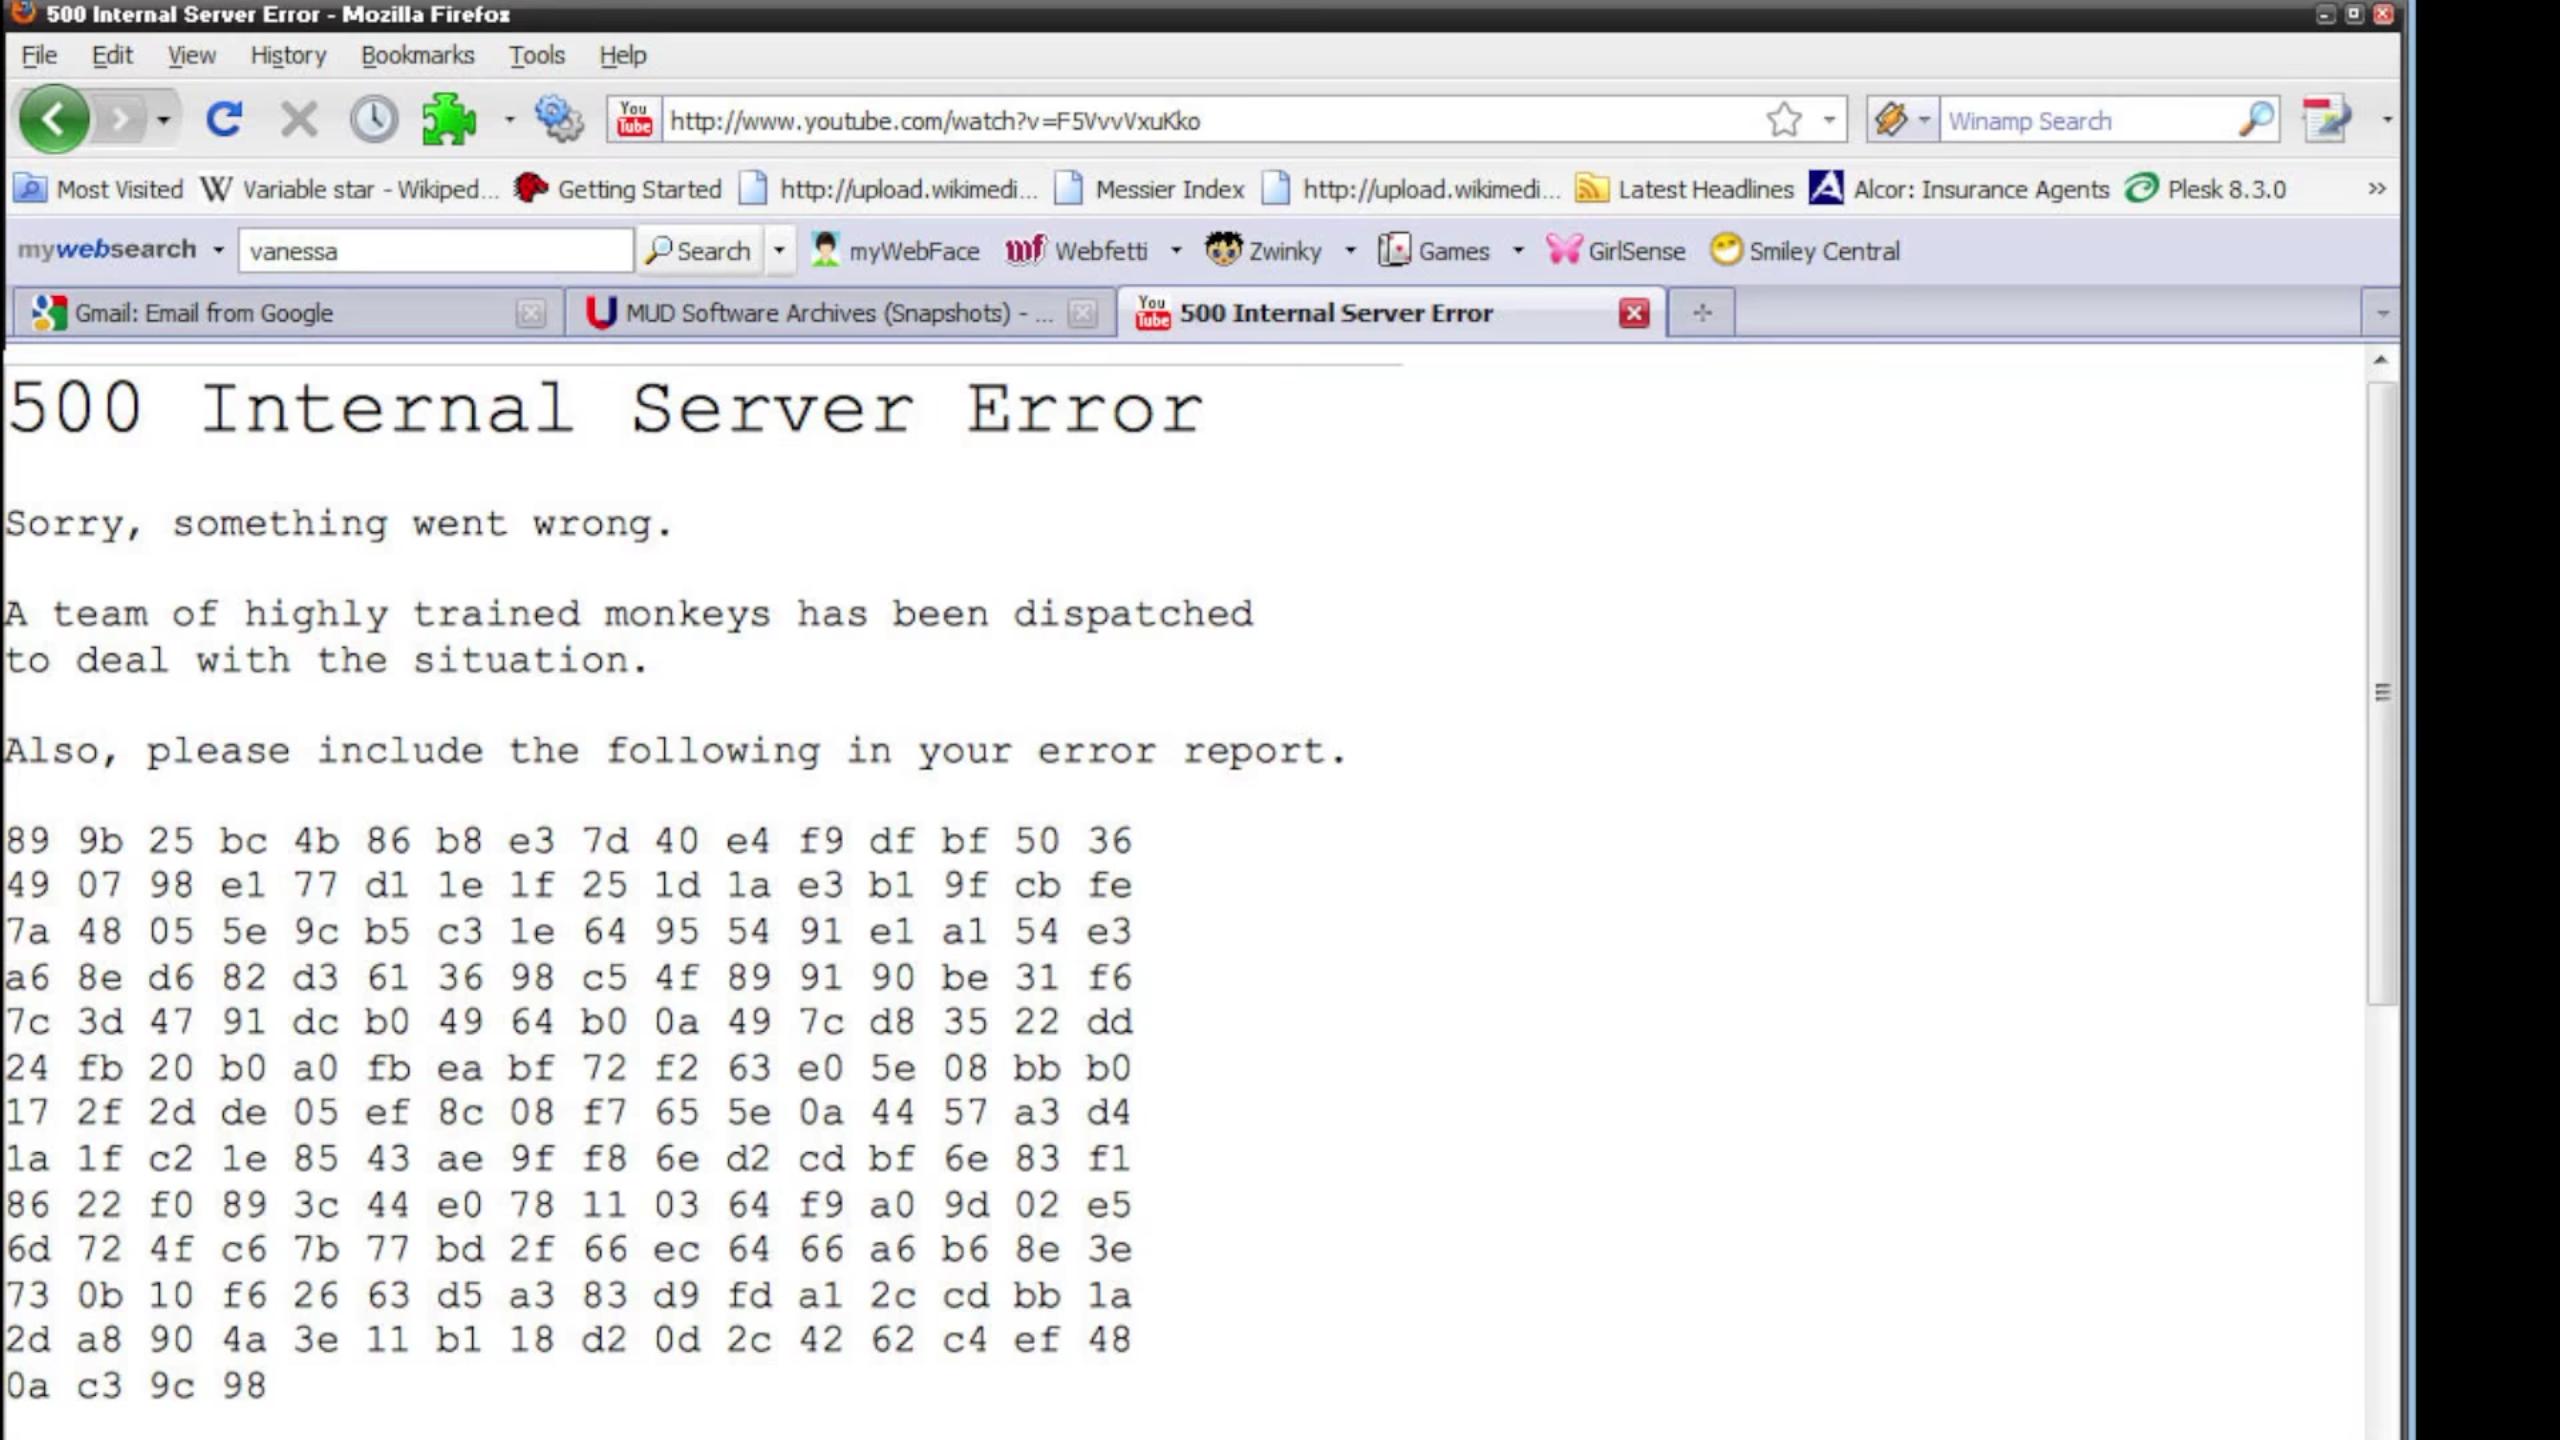 500 Internal Server Error - Mozilla Firefox
File Edit View History Bookmarks Tools Help
You Tube http://www.youtube.com/watch?v=F5VvvVxuKko Winamp Search
Most Visited W Variable star - Wikiped... Getting Started http://upload.wikimedi... Messier Index http://upload.wikimedi... Latest Headlines A Alcor: Insurance Agents Plesk 8.3.0 »
mywebsearch vanessa Search myWebFace mf Webfetti Zwinky Games GirlSense Smiley Central
Gmail: Email from Google U MUD Software Archives (Snapshots) - ... You Tube 500 Internal Server Error
500 Internal Server Error
Sorry, something went wrong.
A team of highly trained monkeys has been dispatched
to deal with the situation.
Also, please include the following in your error report.
89 9b 25 bc 4b 86 b8 e3 7d 40 e4 f9 df bf 50 36
49 07 98 e1 77 d1 1e 1f 25 1d 1a e3 b1 9f cb fe
7a 48 05 5e 9c b5 c3 1e 64 95 54 91 e1 a1 54 e3
a6 8e d6 82 d3 61 36 98 c5 4f 89 91 90 be 31 f6
7c 3d 47 91 dc b0 49 64 b0 0a 49 7c d8 35 22 dd
24 fb 20 b0 a0 fb ea bf 72 f2 63 e0 5e 08 bb b0
17 2f 2d de 05 ef 8c 08 f7 65 5e 0a 44 57 a3 d4
1a 1f c2 1e 85 43 ae 9f f8 6e d2 cd bf 6e 83 f1
86 22 f0 89 3c 44 e0 78 11 03 64 f9 a0 9d 02 e5
6d 72 4f c6 7b 77 bd 2f 66 ec 64 66 a6 b6 8e 3e
73 0b 10 f6 26 63 d5 a3 83 d9 fd a1 2c cd bb 1a
2d a8 90 4a 3e 11 b1 18 d2 0d 2c 42 62 c4 ef 48
0a c3 9c 98